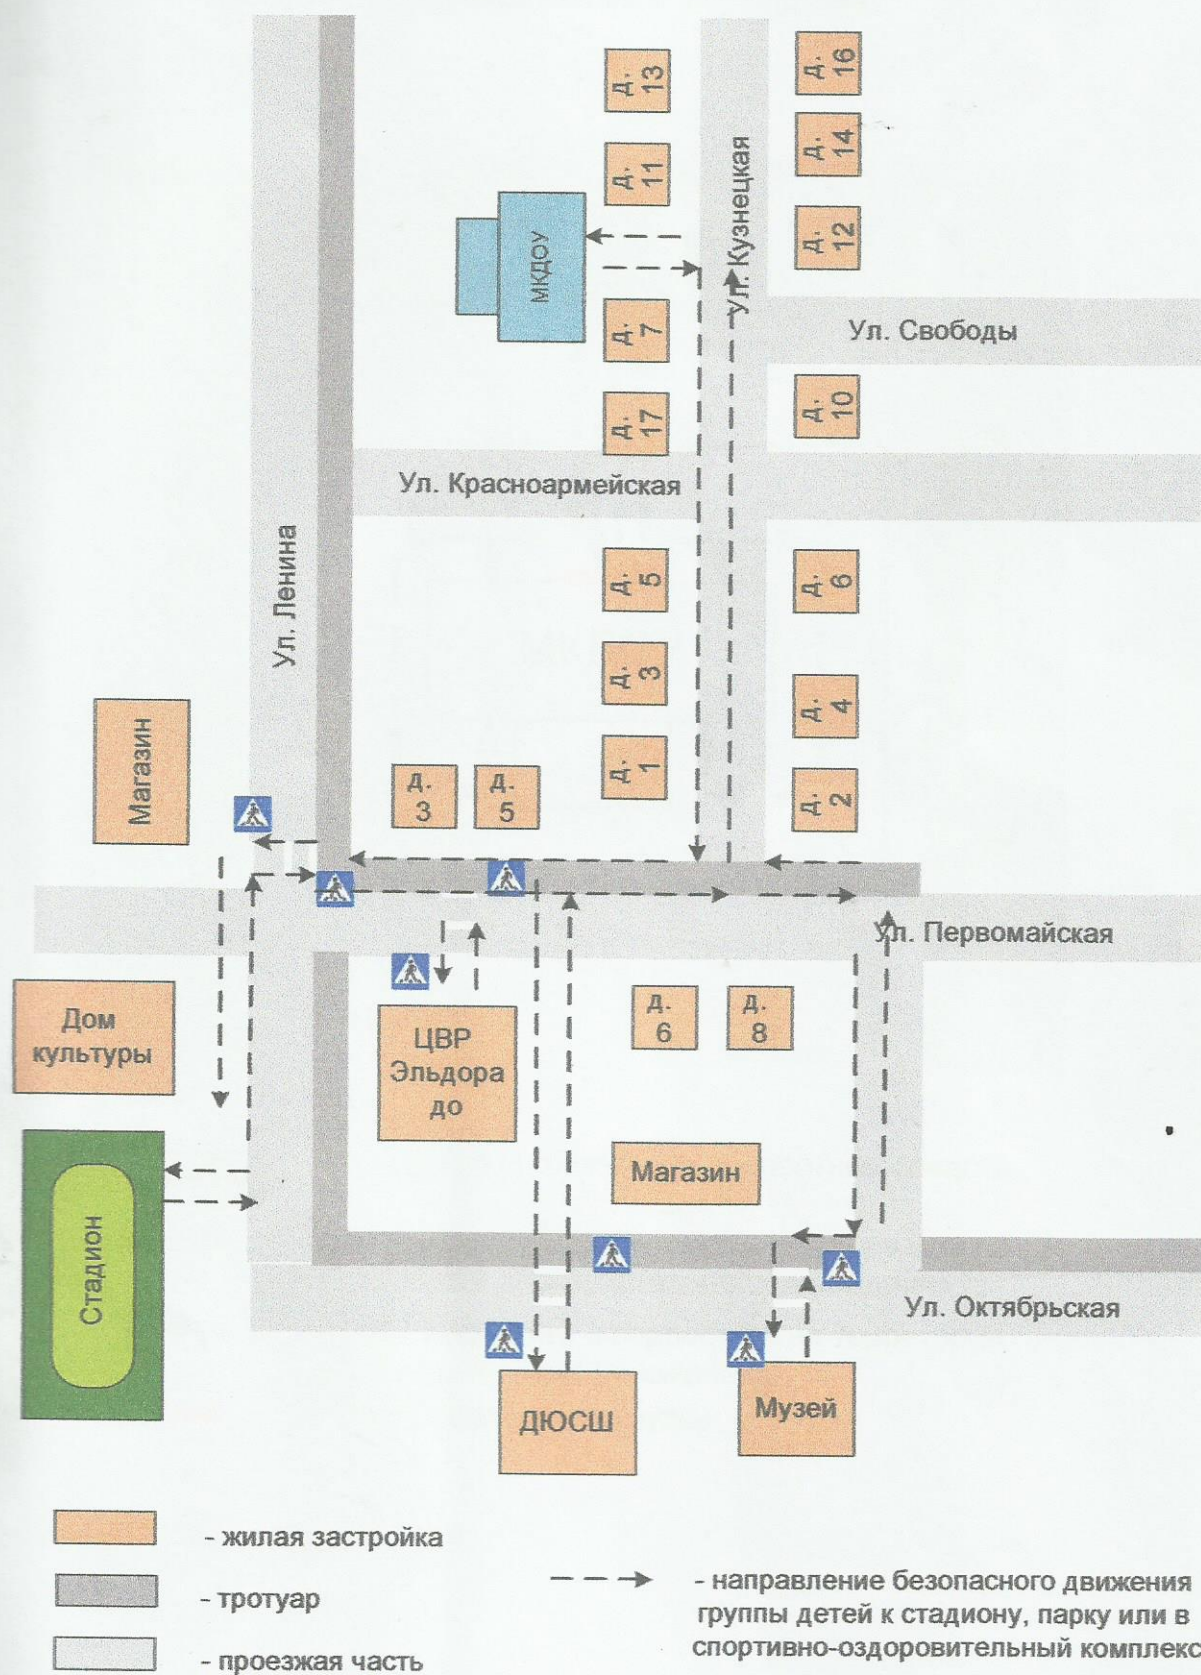 д.
13
д.
16
д.
11
д.
14
Ул. Кузнецкая
МКДОУ
д.
12
д.
7
Ул. Свободы
д.
17
д.
10
Ул. Красноармейская
Ул. Ленина
д.
5
д.
6
д.
3
д.
4
Магазин
д.
3
д.
5
д.
1
д.
2
Ул. Первомайская
Дом
культуры
ЦВР
Эльдора
до
д.
6
д.
8
Магазин
Стадион
Ул. Октябрьская
ДЮСШ
Музей
- жилая застройка
- тротуар
- проезжая часть
- направление безопасного движения
группы детей к стадиону, парку или в
спортивно-оздоровительный комплекс